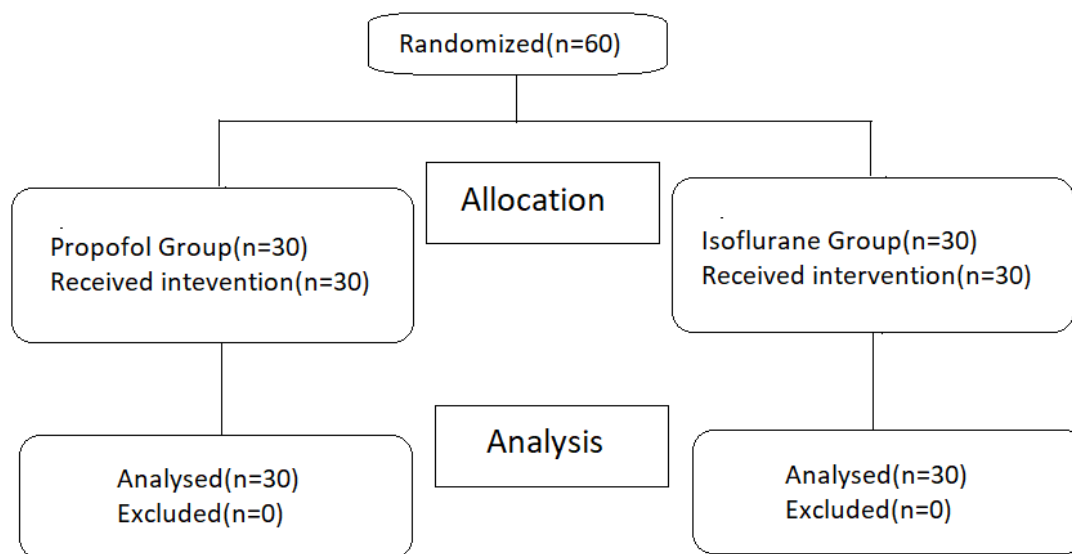 Randomized(n=60)
Allocation
Propofol Group(n=30)
Received intevention(n=30)
Isoflurane Group(n=30)
Received intervention(n=30)
Analysis
Analysed(n=30)
Excluded(n=0)
Analysed(n=30)
Excluded(n=0)